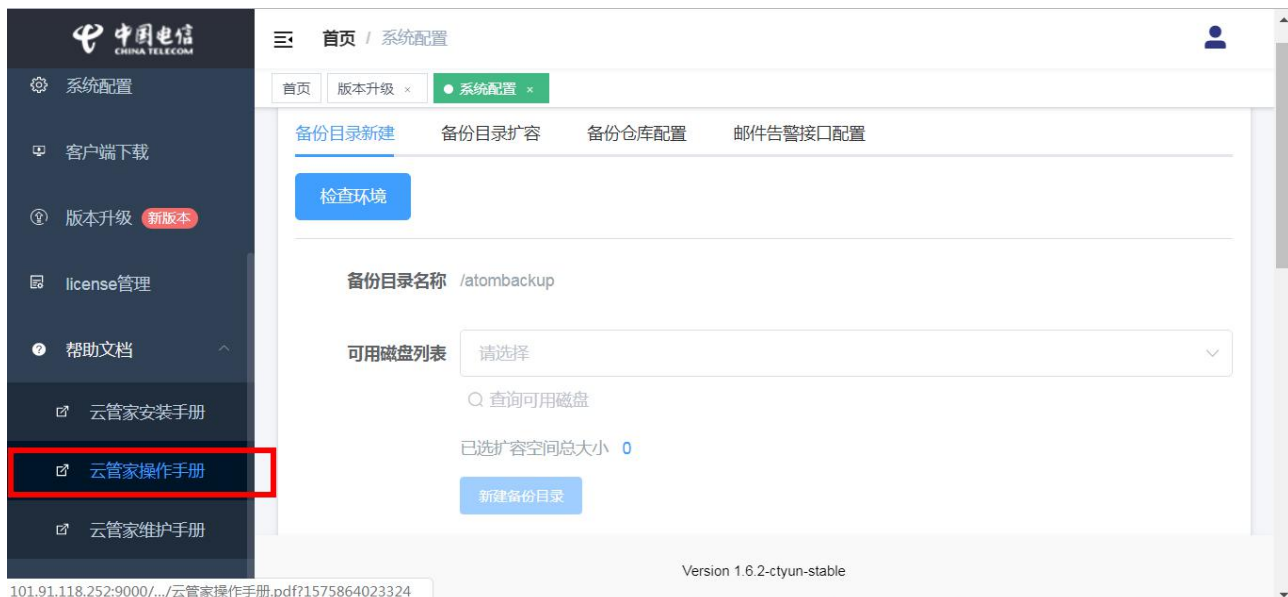 中国电信
CHINA TELECOM
首页 / 系统配置
首页
版本升级 ×
系统配置 ×
系统配置
客户端下载
版本升级 新版本
license管理
帮助文档
云管家安装手册
云管家操作手册
云管家维护手册
备份目录新建
备份目录扩容
备份仓库配置
邮件告警接口配置
检查环境
备份目录名称 /atombackup
可用磁盘列表 请选择
查询可用磁盘
已选扩容空间总大小 0
新建备份目录
Version 1.6.2-ctyun-stable
101.91.118.252:9000/.../云管家操作手册.pdf?1575864023324